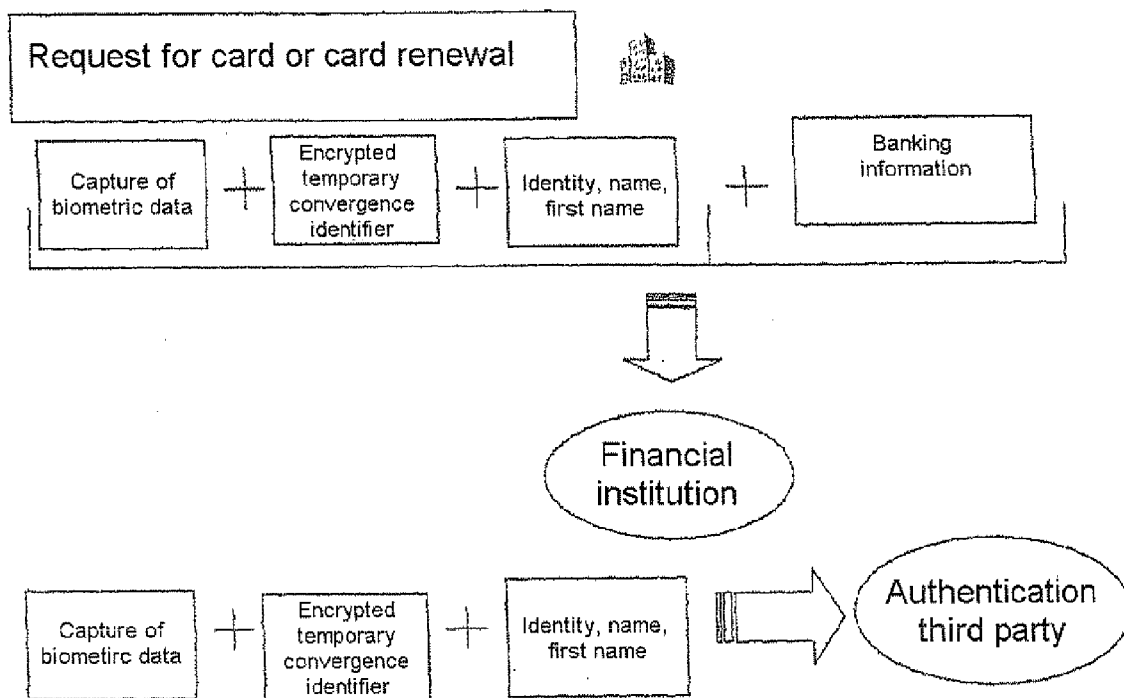 Request for card or card renewal
Capture of
biometric data
Encrypted
temporary
convergence
identifier
Identity, name,
first name
Banking
information
Financial
institution
Capture of
biometirc data
Encrypted
temporary
convergence
identifier
Identity, name,
first name
Authentication
third party